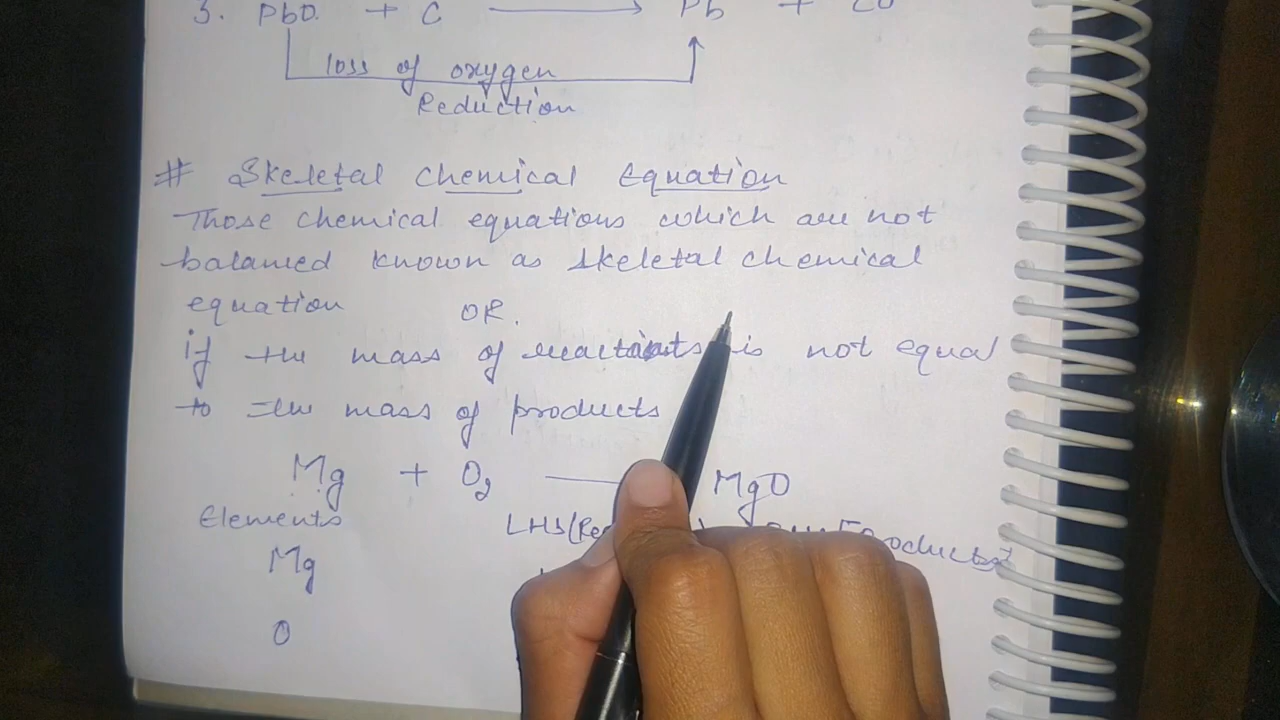 3. PbO + C → Pb + CO
loss of oxygen
Reduction
# Skeletal chemical Equation
Those chemical equations which are not
balanced known as skeletal chemical
equation OR.
if the mass of reactants is not equal
to the mass of products
Mg + O₂ MgO
Elements LHS (Products)
Mg
O